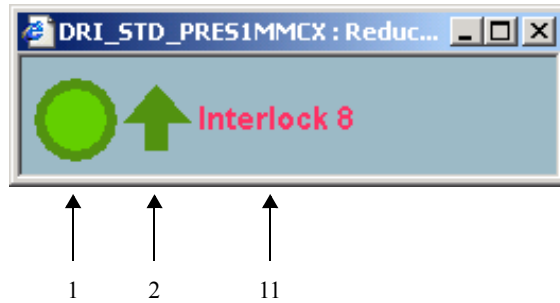 DRI_STD_PRES1MMCX : Reduc...
Interlock 8
1 2 11